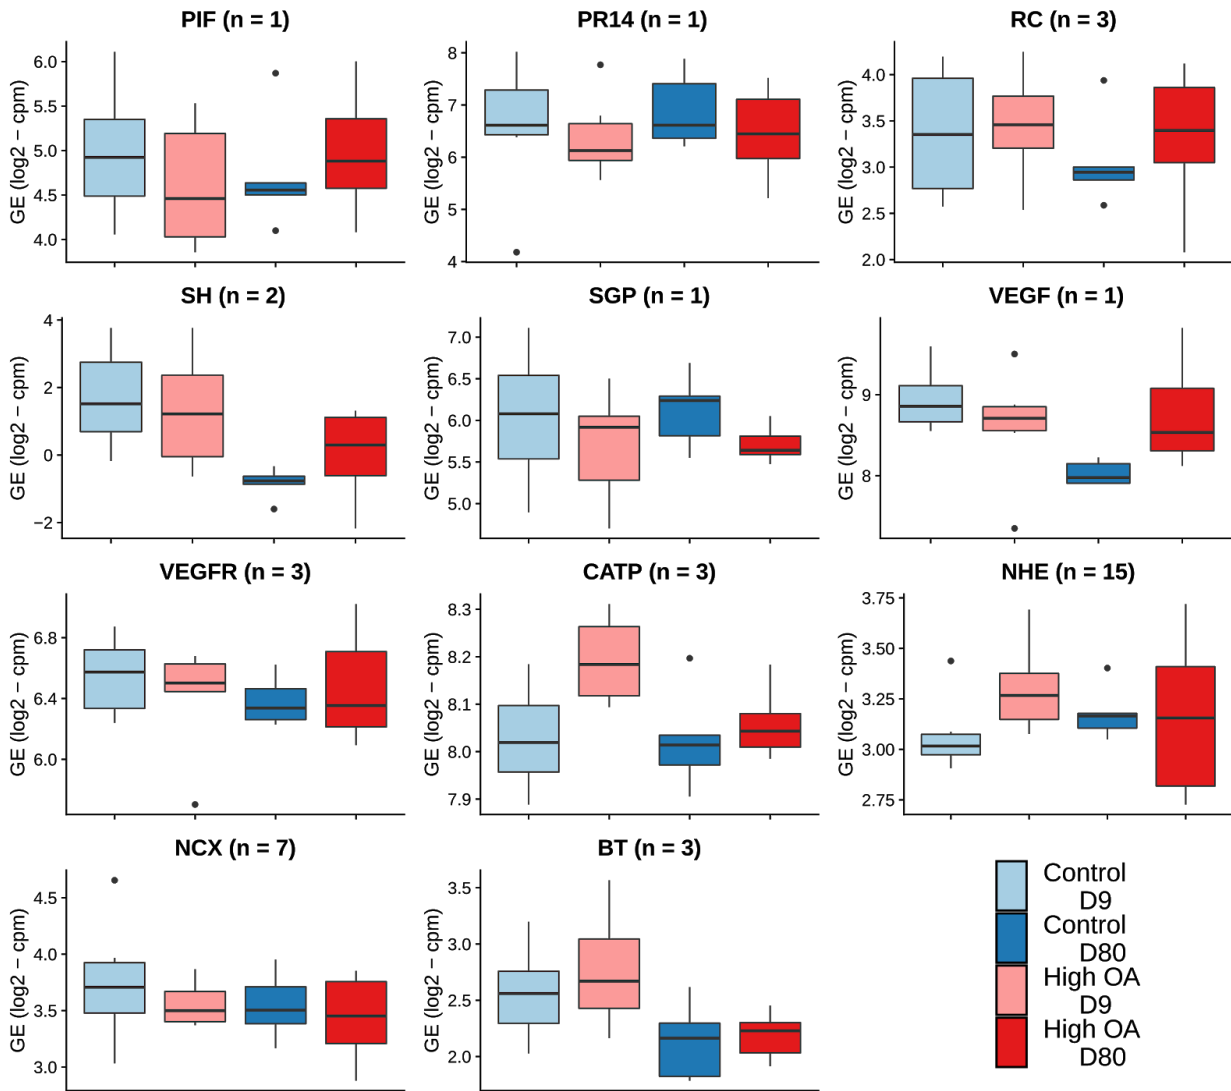 PIF (n = 1)
GE (log2 − cpm)
6.0
5.5
5.0
4.5
4.0
PR14 (n = 1)
GE (log2 − cpm)
8
7
6
5
4
RC (n = 3)
GE (log2 − cpm)
4.0
3.5
3.0
2.5
2.0
SH (n = 2)
GE (log2 − cpm)
4
2
0
−2
SGP (n = 1)
GE (log2 − cpm)
7.0
6.5
6.0
5.5
5.0
VEGF (n = 1)
GE (log2 − cpm)
9
8
VEGFR (n = 3)
GE (log2 − cpm)
6.8
6.4
6.0
CATP (n = 3)
GE (log2 − cpm)
8.3
8.2
8.1
8.0
7.9
NHE (n = 15)
GE (log2 − cpm)
3.75
3.50
3.25
3.00
2.75
NCX (n = 7)
GE (log2 − cpm)
4.5
4.0
3.5
3.0
BT (n = 3)
GE (log2 − cpm)
3.5
3.0
2.5
2.0
Control
D9
Control
D80
High OA
D9
High OA
D80